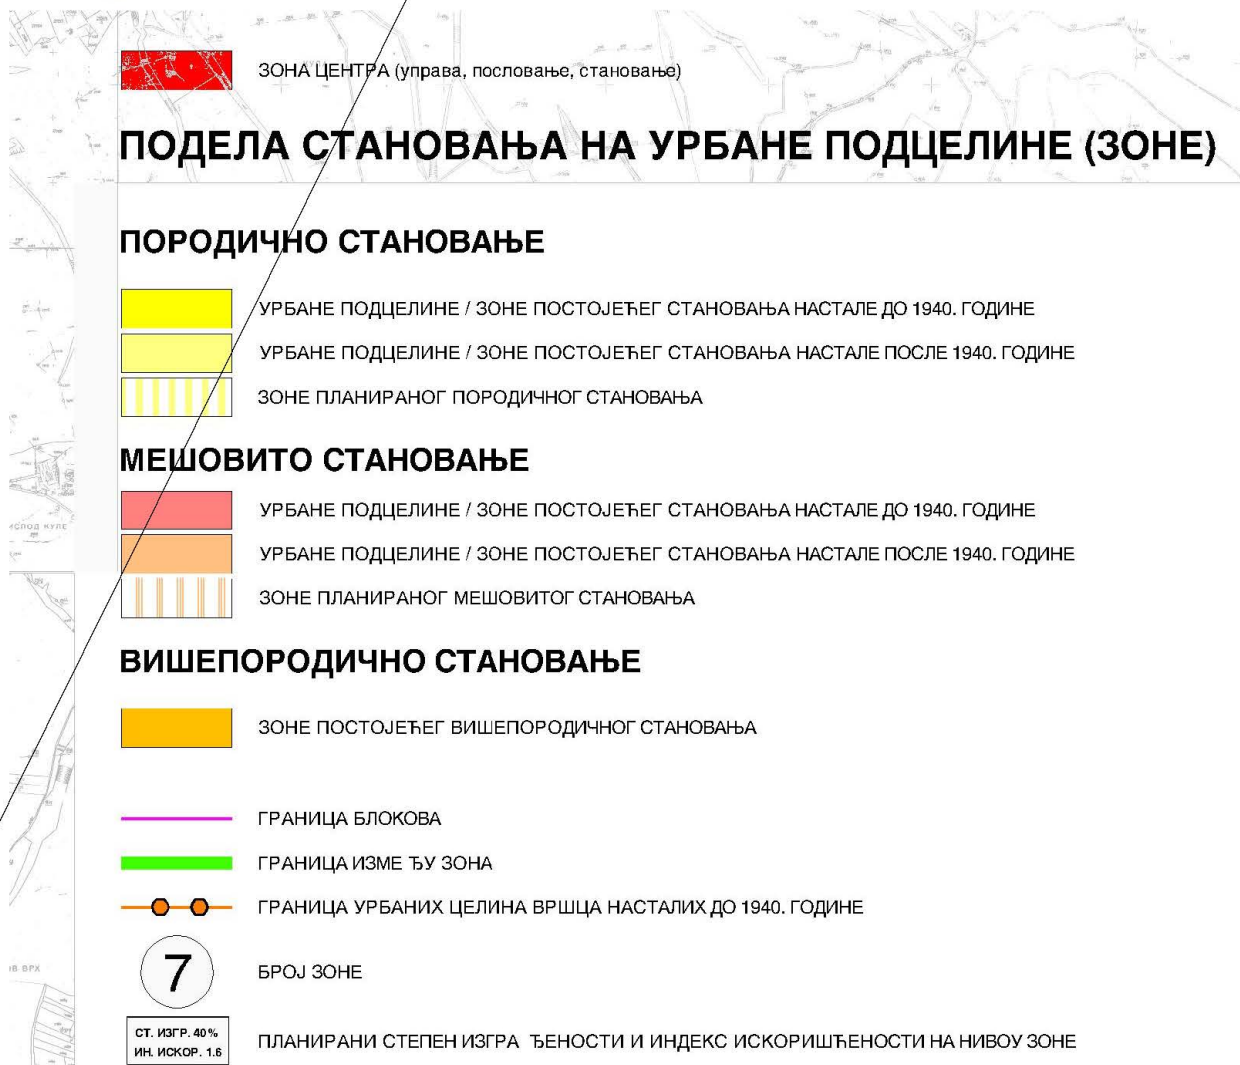 ЗОНА ЦЕНТРА (управа, пословање, становање)
ПОДЕЛА СТАНОВАЊА НА УРБАНЕ ПОДЦЕЛИНЕ (ЗОНЕ)
ПОРОДИЧНО СТАНОВАЊЕ
УРБАНЕ ПОДЦЕЛИНЕ / ЗОНЕ ПОСТОЈЕЋЕГ СТАНОВАЊА НАСТАЛЕ ДО 1940. ГОДИНЕ
УРБАНЕ ПОДЦЕЛИНЕ / ЗОНЕ ПОСТОЈЕЋЕГ СТАНОВАЊА НАСТАЛЕ ПОСЛЕ 1940. ГОДИНЕ
ЗОНЕ ПЛАНИРАНОГ ПОРОДИЧНОГ СТАНОВАЊА
МЕШОВИТО СТАНОВАЊЕ
УРБАНЕ ПОДЦЕЛИНЕ / ЗОНЕ ПОСТОЈЕЋЕГ СТАНОВАЊА НАСТАЛЕ ДО 1940. ГОДИНЕ
ИСПОД КУЛЕ
УРБАНЕ ПОДЦЕЛИНЕ / ЗОНЕ ПОСТОЈЕЋЕГ СТАНОВАЊА НАСТАЛЕ ПОСЛЕ 1940. ГОДИНЕ
ЗОНЕ ПЛАНИРАНОГ МЕШОВИТОГ СТАНОВАЊА
ВИШЕПОРОДИЧНО СТАНОВАЊЕ
ЗОНЕ ПОСТОЈЕЋЕГ ВИШЕПОРОДИЧНОГ СТАНОВАЊА
ГРАНИЦА БЛОКОВА
ГРАНИЦА ИЗМЕ ЂУ ЗОНА
ГРАНИЦА УРБАНИХ ЦЕЛИНА ВРШЦА НАСТАЛИХ ДО 1940. ГОДИНЕ
7
БРОЈ ЗОНЕ
ВРХ
СТ. ИЗГР. 40%
ИН. ИСКОР. 1.6
ПЛАНИРАНИ СТЕПЕН ИЗГРА ЂЕНОСТИ И ИНДЕКС ИСКОРИШЋЕНОСТИ НА НИВОУ ЗОНЕ